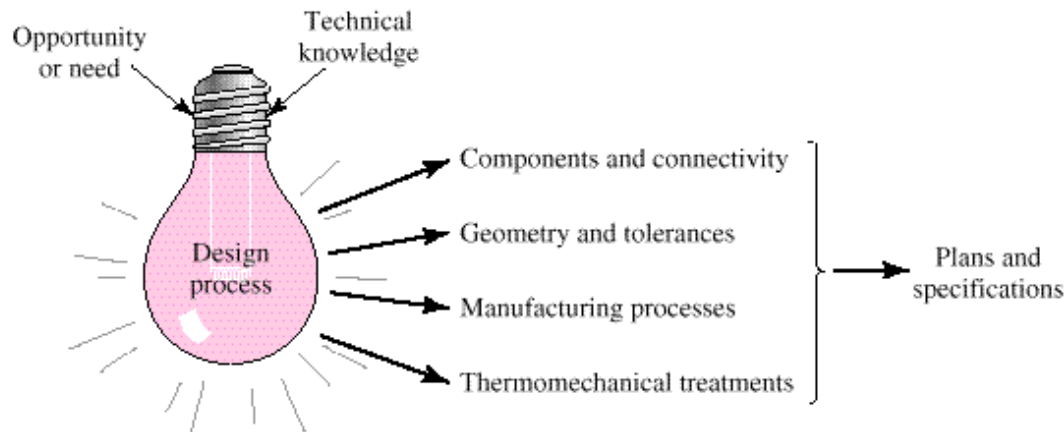 Opportunity
or need
Technical
knowledge
Design
process
Components and connectivity
Geometry and tolerances
Manufacturing processes
Thermomechanical treatments
Plans and
specifications